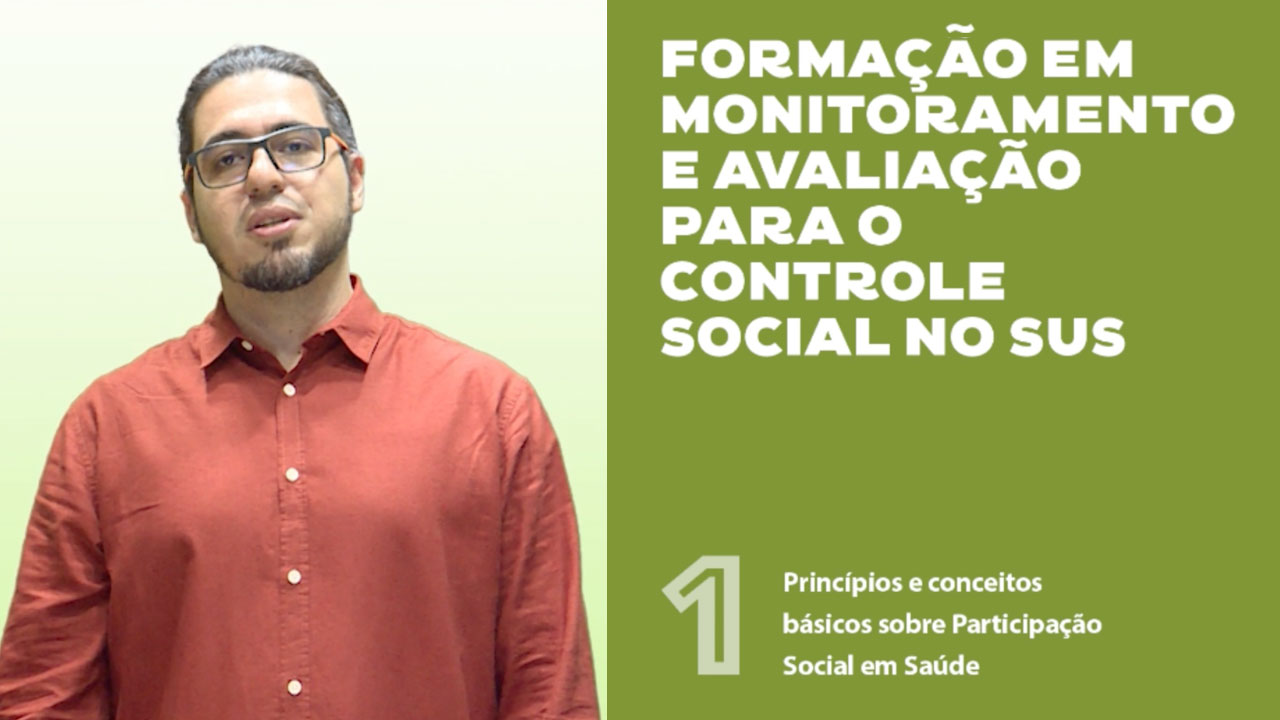 FORMAÇÃO EM
MONITORAMENTO
E AVALIAÇÃO
PARA O
CONTROLE
SOCIAL NO SUS
1
Princípios e conceitos
básicos sobre Participação
Social em Saúde